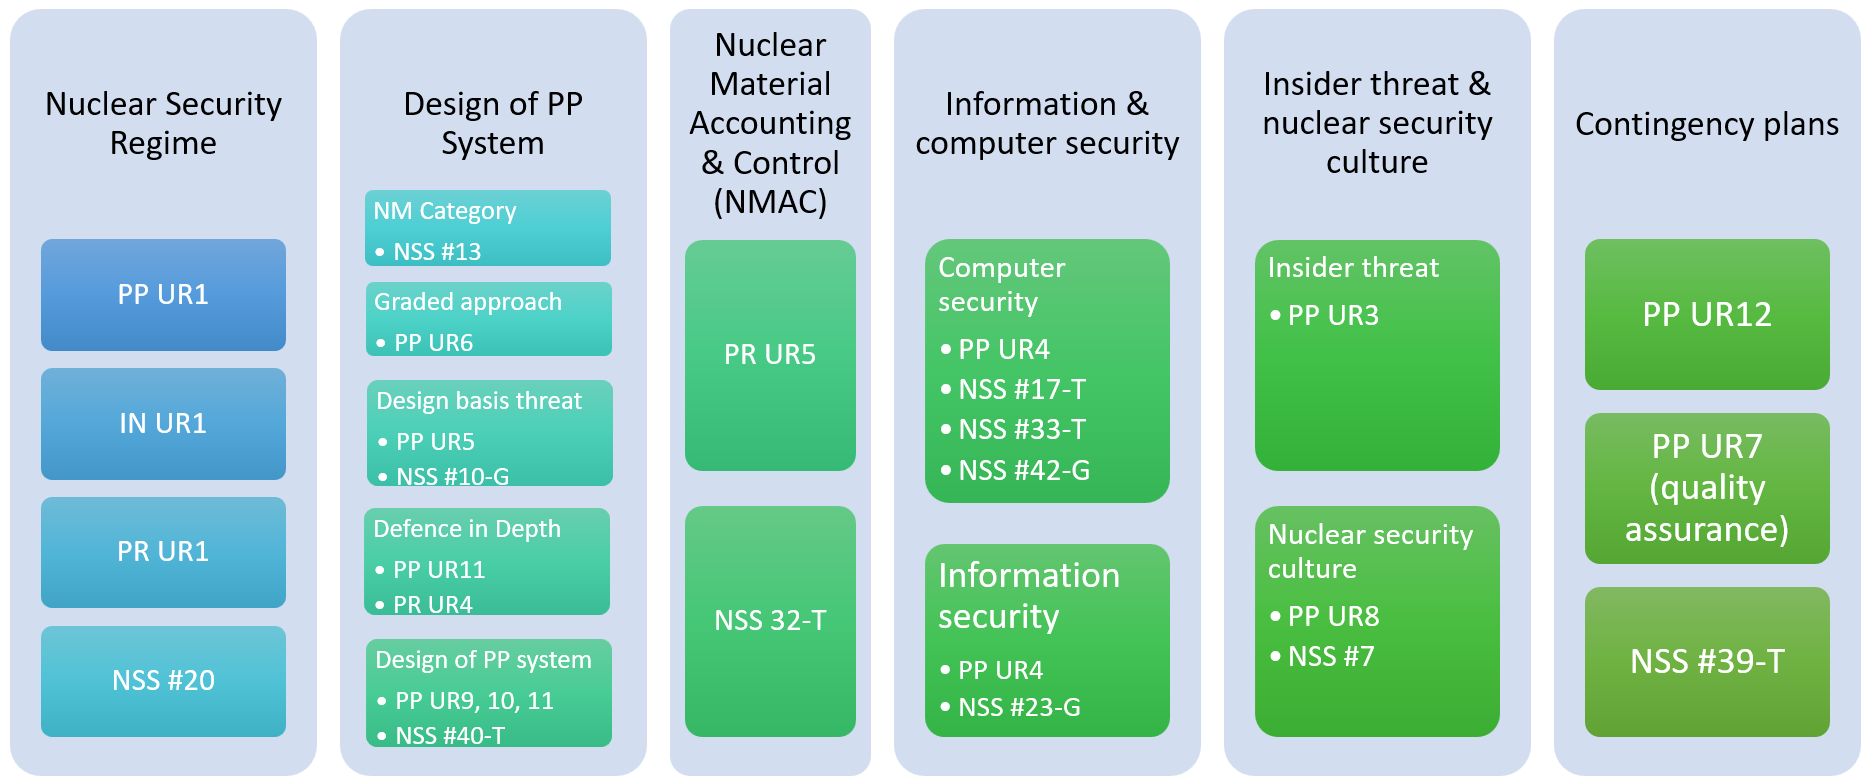 Nuclear Security
Regime
PP UR1
IN UR1
PR UR1
NSS #20
Design of PP
System
NM Category
• NSS #13
Graded approach
• PP UR6
Design basis threat
• PP UR5
• NSS #10-G
Defence in Depth
• PP UR11
• PR UR4
Design of PP system
• PP UR9, 10, 11
• NSS #40-T
Nuclear
Material
Accounting
& Control
(NMAC)
PR UR5
NSS 32-T
Information &
computer security
Computer
security
• PP UR4
• NSS #17-T
• NSS #33-T
• NSS #42-G
Information
security
• PP UR4
• NSS #23-G
Insider threat &
nuclear security
culture
Insider threat
• PP UR3
Nuclear security
culture
• PP UR8
• NSS #7
Contingency plans
PP UR12
PP UR7
(quality
assurance)
NSS #39-T